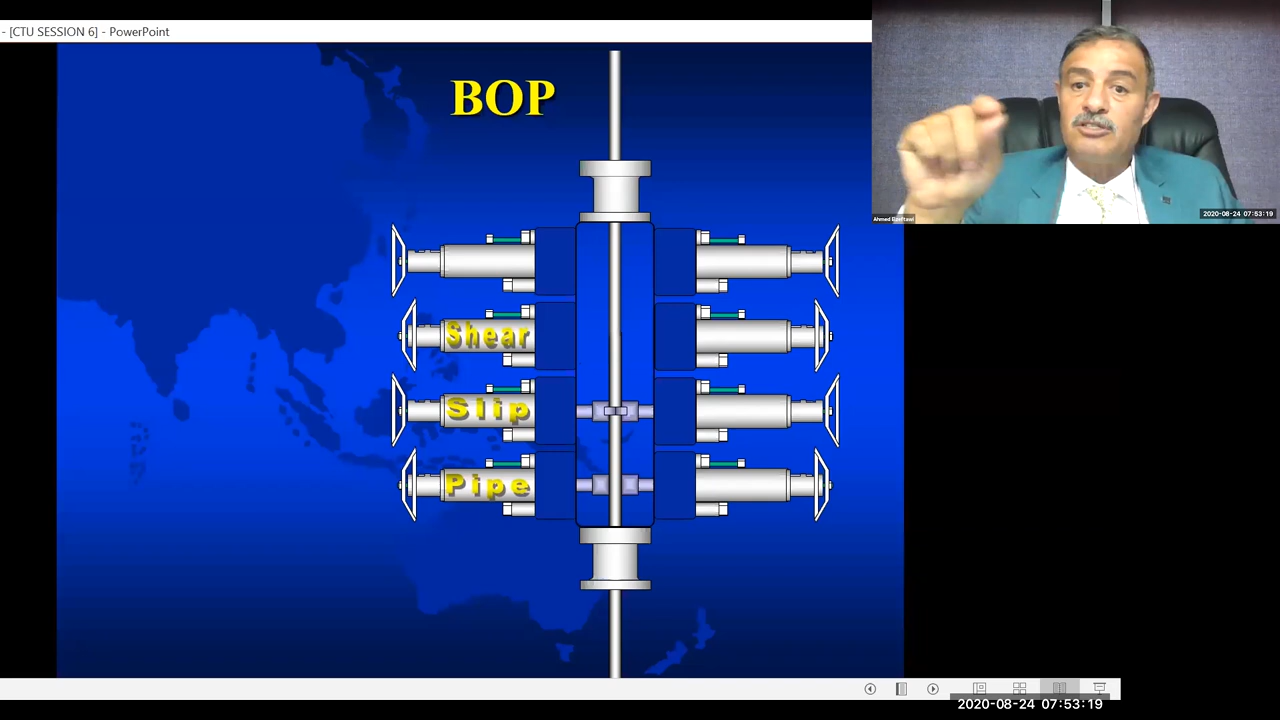 - [CTU SESSION 6] - PowerPoint
BOP
Shear
Slip
Pipe
2020-08-24 07:53:19
2020-08-24 07:53:19